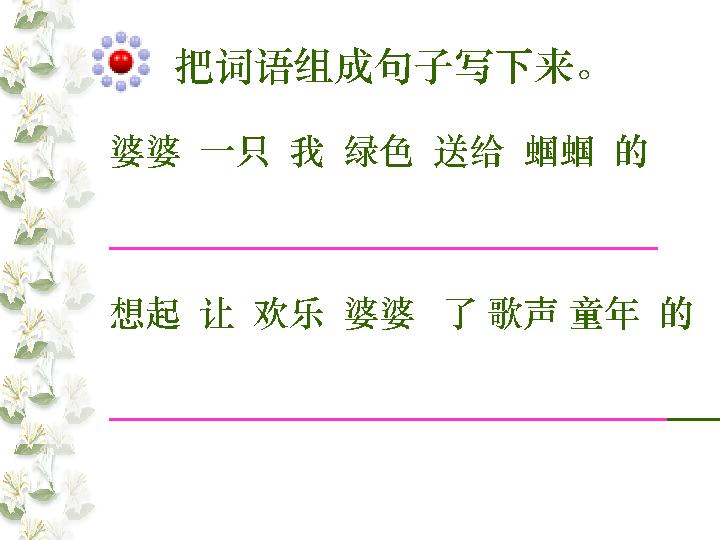 把词语组成句子写下来。
婆婆 一只 我 绿色 送给 蝈蝈 的
想起 让 欢乐 婆婆 了 歌声 童年 的